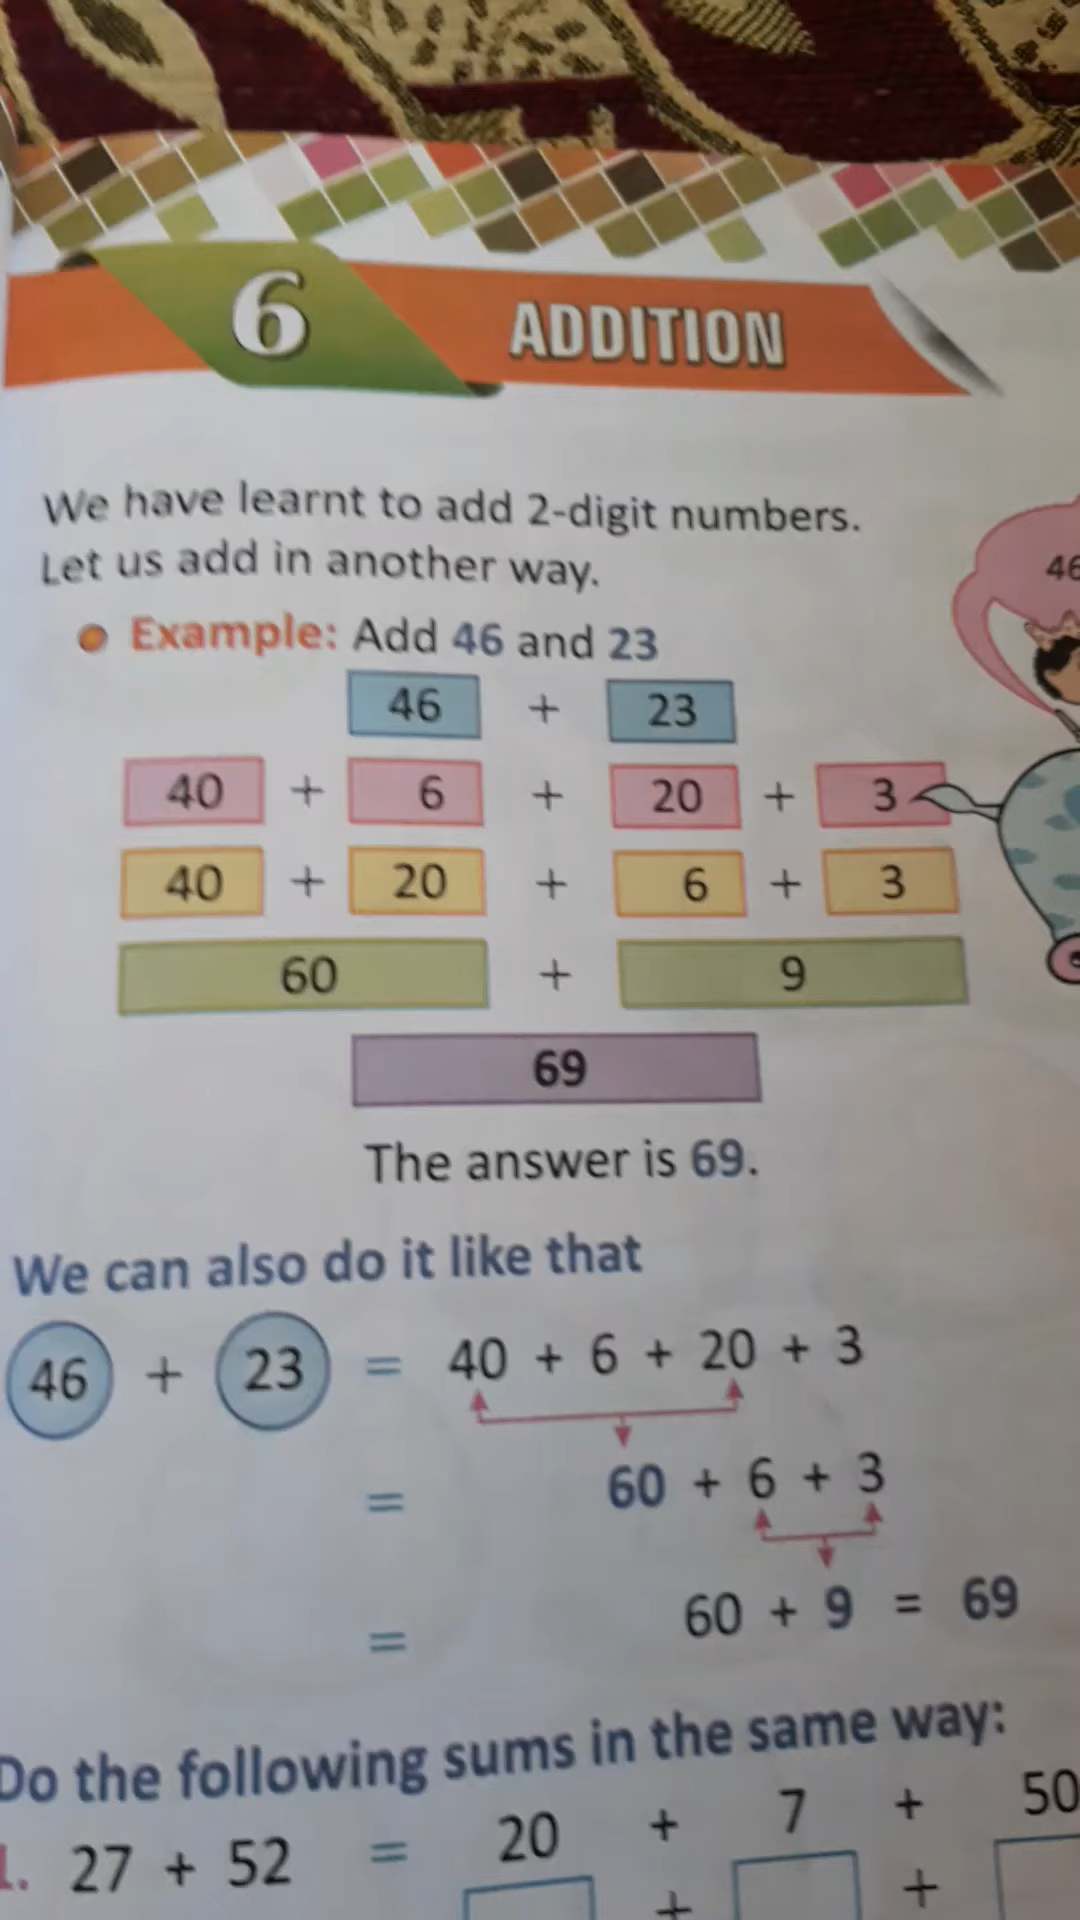 6 ADDITION
We have learnt to add 2-digit numbers.
Let us add in another way.
Example: Add 46 and 23
46 + 23
40 + 6 + 20 + 3
40 + 20 + 6 + 3
60 + 9
69
The answer is 69.
We can also do it like that
46 + 23 = 40 + 6 + 20 + 3
= 60 + 6 + 3
= 60 + 9 = 69
Do the following sums in the same way:
1. 27 + 52 = 20 + 7 + 50
+ +
46